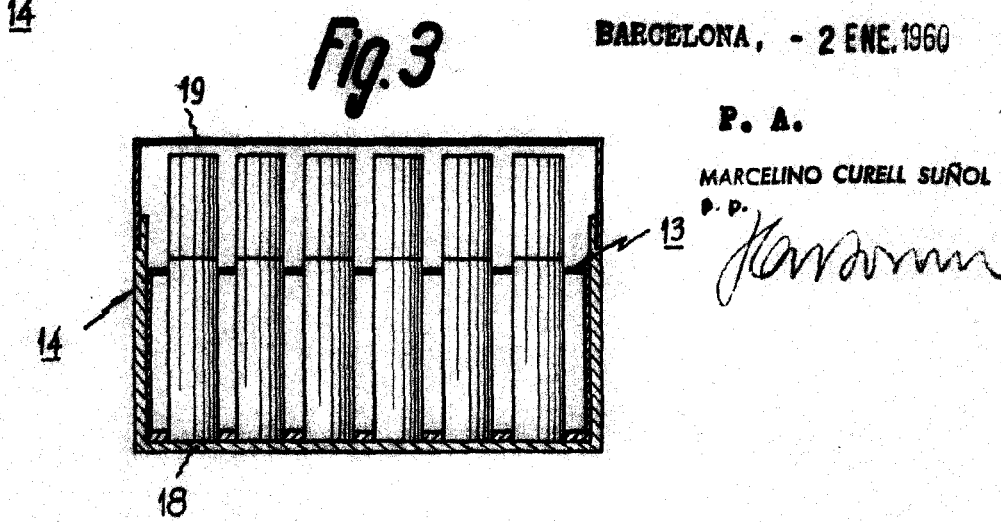 14
Fig. 3
BARCELONA, - 2 ENE. 1960
19
P. A.
MARCELINO CURELL SUÑOL
p. p.
13
14
18